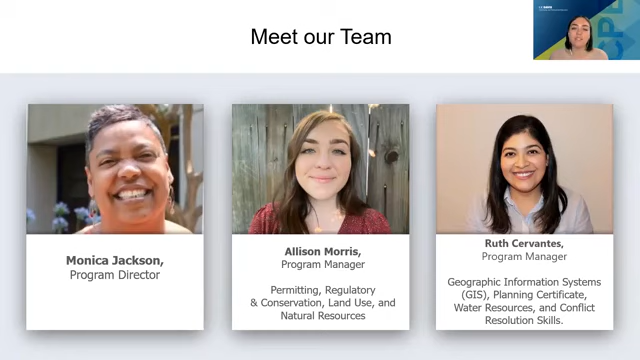 Meet our Team
Monica Jackson,
Program Director
Allison Morris,
Program Manager
Permitting, Regulatory
& Conservation, Land Use, and
Natural Resources
Ruth Cervantes,
Program Manager
Geographic Information Systems
(GIS), Planning Certificate,
Water Resources, and Conflict
Resolution Skills.
CPE